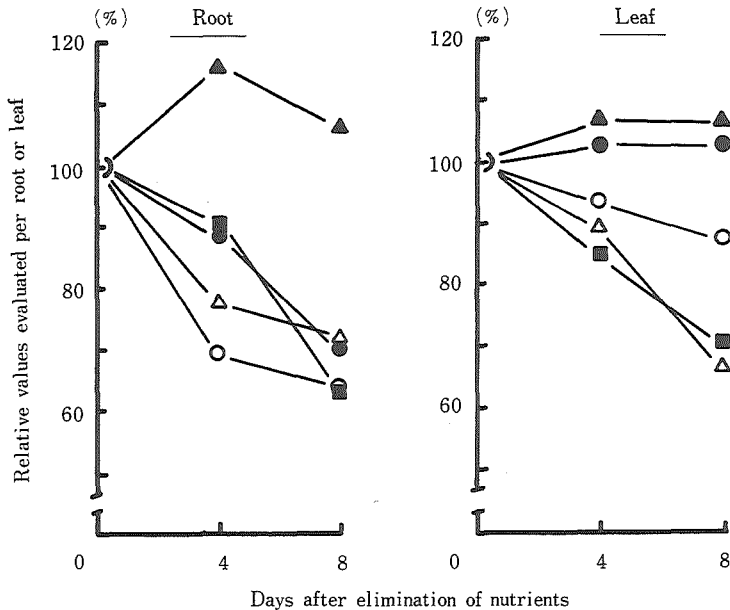 (%) Root
120
100
80
60
0 4 8
(%) Leaf
120
100
80
60
0 4 8
Relative values evaluated per root or leaf
Days after elimination of nutrients